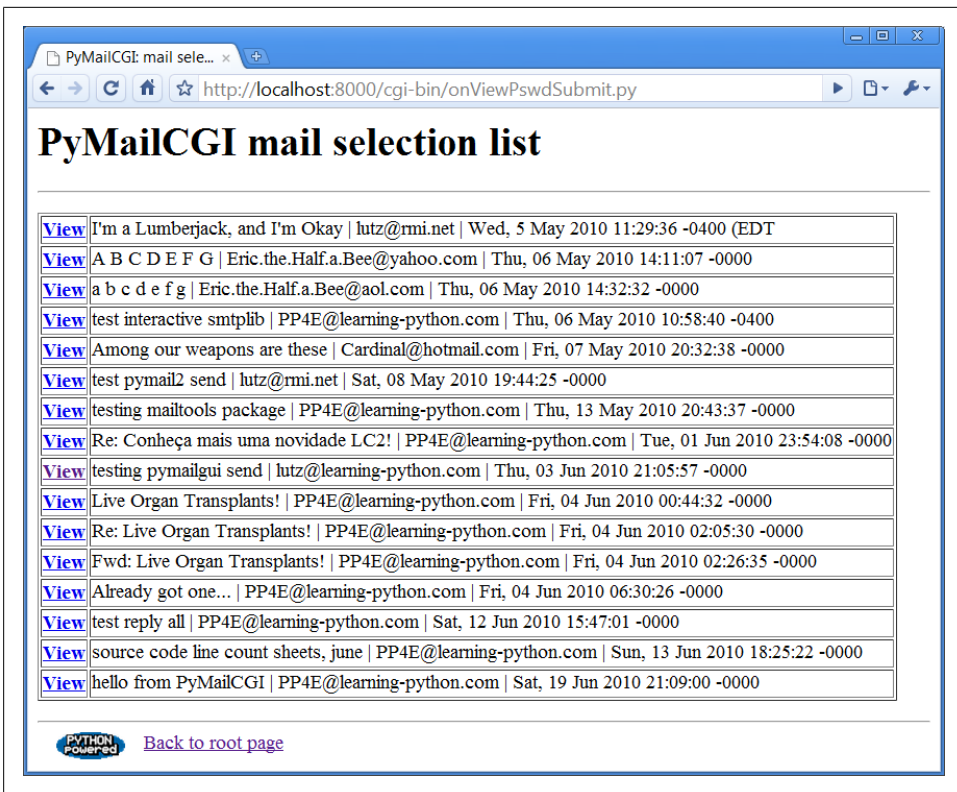 PyMailCGI: mail sele...
http://localhost:8000/cgi-bin/onViewPswdSubmit.py
PyMailCGI mail selection list
View I'm a Lumberjack, and I'm Okay | lutz@rmi.net | Wed, 5 May 2010 11:29:36 -0400 (EDT
View A B C D E F G | Eric.the.Half.a.Bee@yahoo.com | Thu, 06 May 2010 14:11:07 -0000
View a b c d e f g | Eric.the.Half.a.Bee@aol.com | Thu, 06 May 2010 14:32:32 -0000
View test interactive smtplib | PP4E@learning-python.com | Thu, 06 May 2010 10:58:40 -0400
View Among our weapons are these | Cardinal@hotmail.com | Fri, 07 May 2010 20:32:38 -0000
View test pymail2 send | lutz@rmi.net | Sat, 08 May 2010 19:44:25 -0000
View testing mailtools package | PP4E@learning-python.com | Thu, 13 May 2010 20:43:37 -0000
View Re: Conheça mais uma novidade LC2! | PP4E@learning-python.com | Tue, 01 Jun 2010 23:54:08 -0000
View testing pymailgui send | lutz@learning-python.com | Thu, 03 Jun 2010 21:05:57 -0000
View Live Organ Transplants! | PP4E@learning-python.com | Fri, 04 Jun 2010 00:44:32 -0000
View Re: Live Organ Transplants! | PP4E@learning-python.com | Fri, 04 Jun 2010 02:05:30 -0000
View Fwd: Live Organ Transplants! | PP4E@learning-python.com | Fri, 04 Jun 2010 02:26:35 -0000
View Already got one... | PP4E@learning-python.com | Fri, 04 Jun 2010 06:30:26 -0000
View test reply all | PP4E@learning-python.com | Sat, 12 Jun 2010 15:47:01 -0000
View source code line count sheets, june | PP4E@learning-python.com | Sun, 13 Jun 2010 18:25:22 -0000
View hello from PyMailCGI | PP4E@learning-python.com | Sat, 19 Jun 2010 21:09:00 -0000
PYTHON
Powered
Back to root page